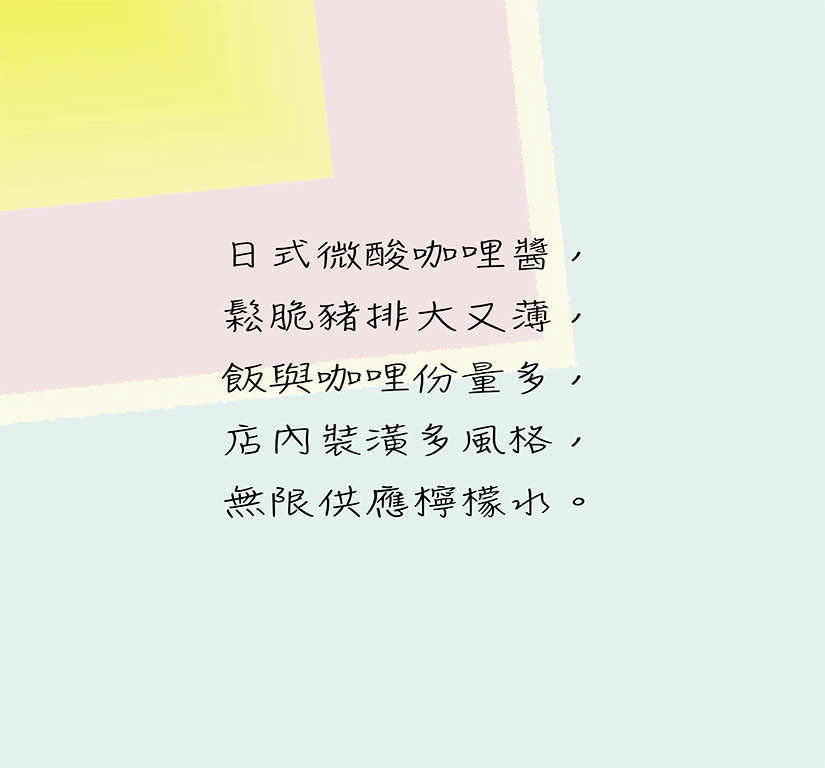 日式微酸咖哩醬，
鬆脆豬排大又薄，
飯與咖哩份量多，
店內裝潢多風格，
無限供應檸檬水。